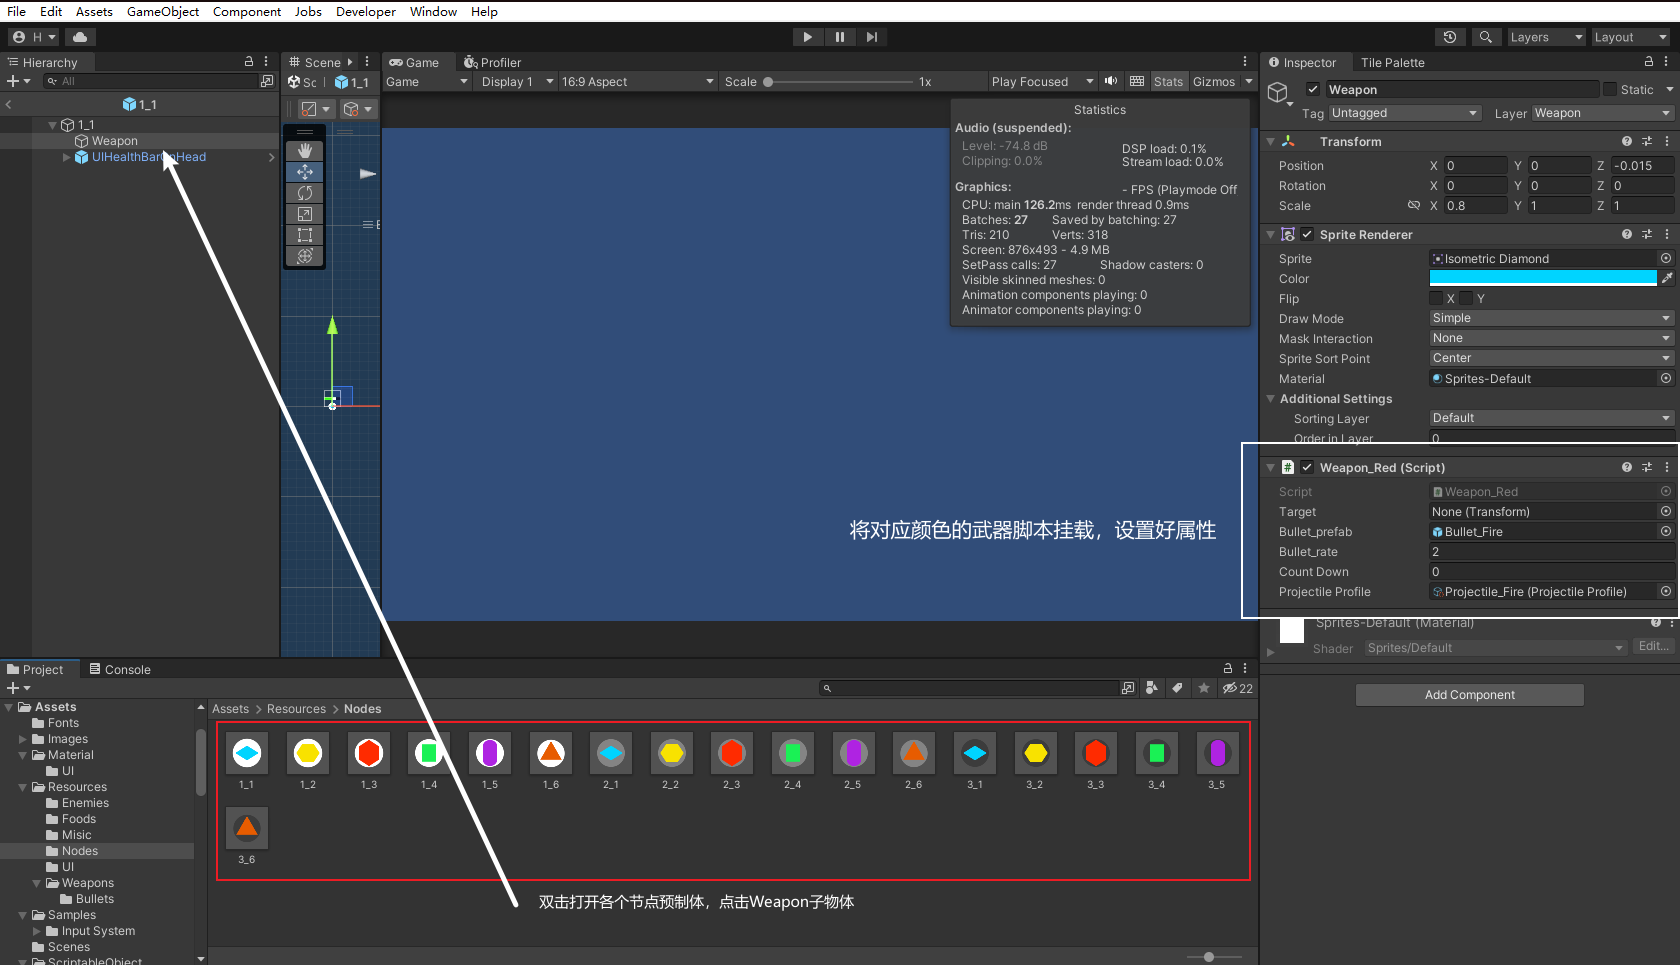 File Edit Assets GameObject Component Jobs Developer Window Help
H
Layers Layout
Hierarchy
All
1_1
1_1
Weapon
UIHealthBarOnHead
Scene
Sc 1_1
Game Profiler
Game Display 1 16:9 Aspect Scale 1x Play Focused Stats Gizmos
Statistics
Audio (suspended):
Level: -74.8 dB DSP load: 0.1%
Clipping: 0.0% Stream load: 0.0%
Graphics: - FPS (Playmode Off
CPU: main 126.2ms render thread 0.9ms
Batches: 27 Saved by batching: 27
Tris: 210 Verts: 318
Screen: 876x493 - 4.9 MB
SetPass calls: 27 Shadow casters: 0
Visible skinned meshes: 0
Animation components playing: 0
Animator components playing: 0
将对应颜色的武器脚本挂载，设置好属性
Inspector Tile Palette
Weapon Static
Tag Untagged Layer Weapon
Transform
Position X 0 Y 0 Z -0.015
Rotation X 0 Y 0 Z 0
Scale X 0.8 Y 1 Z 1
Sprite Renderer
Sprite Isometric Diamond
Color
Flip X Y
Draw Mode Simple
Mask Interaction None
Sprite Sort Point Center
Material Sprites-Default
Additional Settings
Sorting Layer Default
Order in Layer 0
Weapon_Red (Script)
Script Weapon_Red
Target None (Transform)
Bullet_prefab Bullet_Fire
Bullet_rate 2
Count Down 0
Projectile Profile Projectile_Fire (Projectile Profile)
Sprites-Default (Material)
Shader Sprites/Default Edit...
Add Component
Project Console
22
Assets
Fonts
Images
Material
UI
Resources
Enemies
Foods
Misic
Nodes
UI
Weapons
Bullets
Samples
Input System
Scenes
ScriptableObject
Assets > Resources > Nodes
1_1 1_2 1_3 1_4 1_5 1_6 2_1 2_2 2_3 2_4 2_5 2_6 3_1 3_2 3_3 3_4 3_5
3_6
双击打开各个节点预制体，点击Weapon子物体